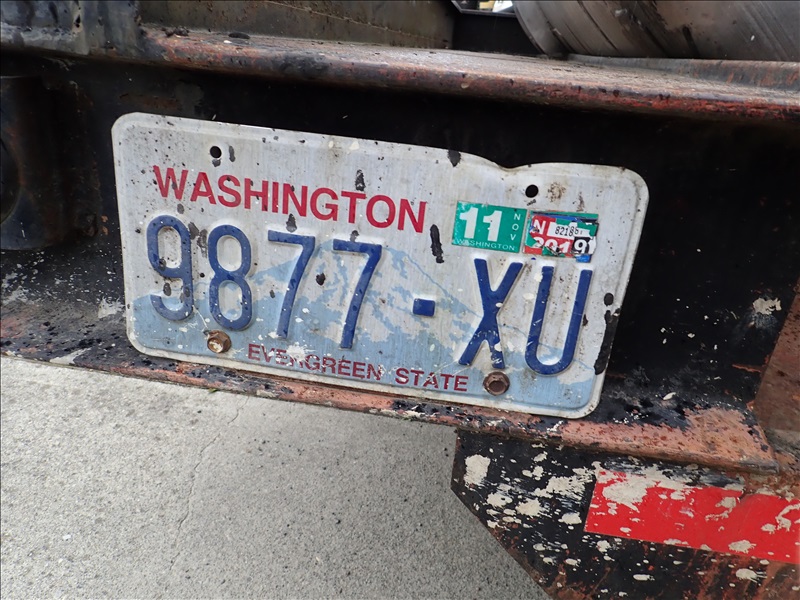 WASHINGTON
11 NOV
WASHINGTON
2019
9877-XU
EVERGREEN STATE